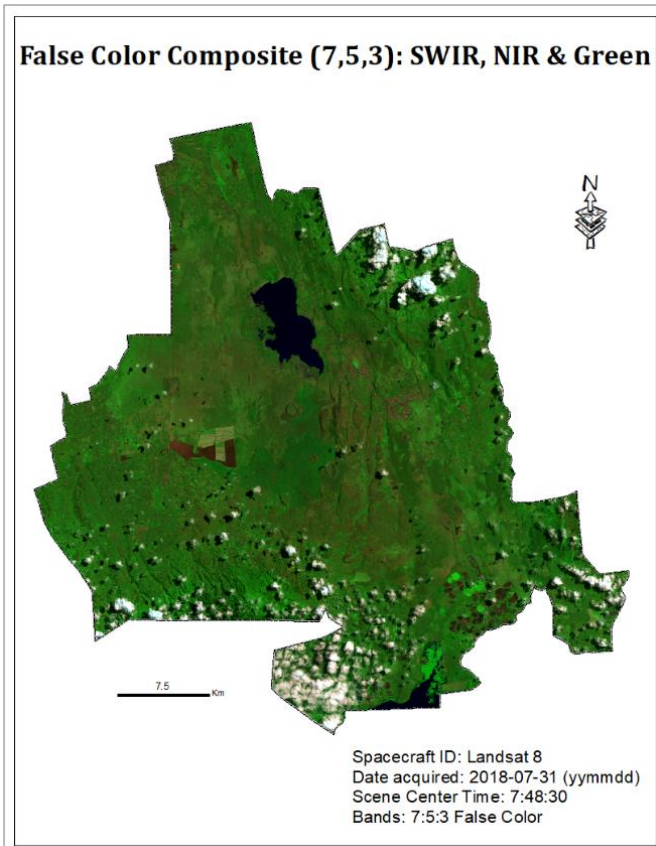 False Color Composite (7,5,3): SWIR, NIR & Green
N
7.5
Km
Spacecraft ID: Landsat 8
Date acquired: 2018-07-31 (yymmdd)
Scene Center Time: 7:48:30
Bands: 7:5:3 False Color